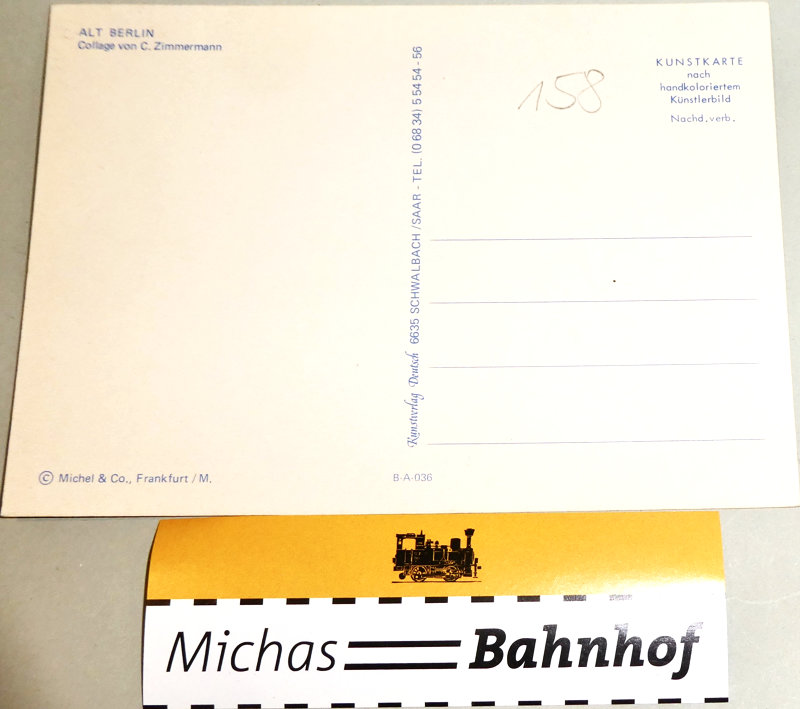 ALT BERLIN
Collage von C. Zimmermann
© Michel & Co., Frankfurt / M.
Kunstverlag Deutsch 6635 SCHWALBACH / SAAR - TEL. (0 68 34) 5 54 54 - 56
B-A-036
158
KUNSTKARTE
nach
handkoloriertem
Künstlerbild
Nachd. verb.
Michas Bahnhof